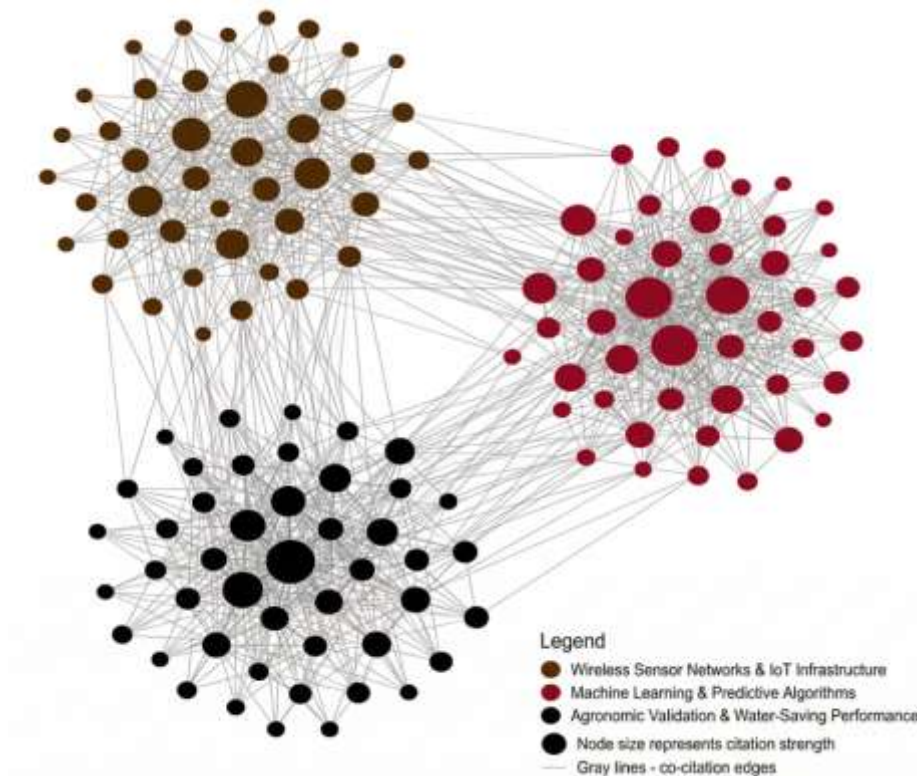 Legend
Wireless Sensor Networks & IoT Infrastructure
Machine Learning & Predictive Algorithms
Agronomic Validation & Water-Saving Performance
Node size represents citation strength
Gray lines - co-citation edges